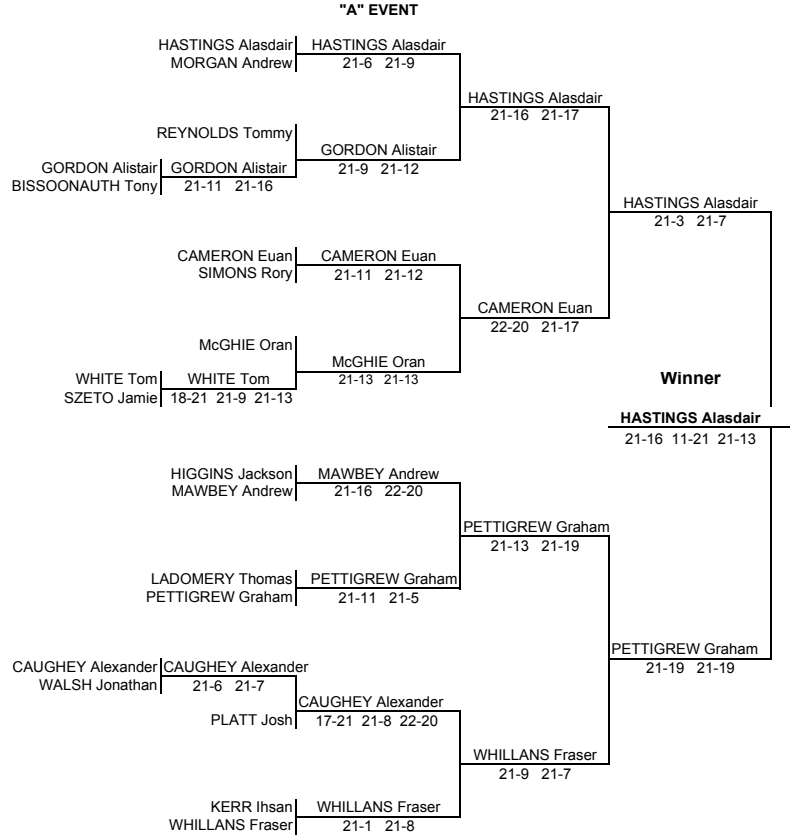 "A" EVENT
HASTINGS Alasdair HASTINGS Alasdair
MORGAN Andrew 21-6 21-9
HASTINGS Alasdair
21-16 21-17
REYNOLDS Tommy
GORDON Alistair
GORDON Alistair GORDON Alistair 21-9 21-12
BISSOONAUTH Tony 21-11 21-16
HASTINGS Alasdair
21-3 21-7
CAMERON Euan CAMERON Euan
SIMONS Rory 21-11 21-12
CAMERON Euan
22-20 21-17
McGHIE Oran
McGHIE Oran
WHITE Tom WHITE Tom 21-13 21-13 Winner
SZETO Jamie 18-21 21-9 21-13
HASTINGS Alasdair
21-16 11-21 21-13
HIGGINS Jackson MAWBEY Andrew
MAWBEY Andrew 21-16 22-20
PETTIGREW Graham
21-13 21-19
LADOMERY Thomas PETTIGREW Graham
PETTIGREW Graham 21-11 21-5
PETTIGREW Graham
CAUGHEY Alexander CAUGHEY Alexander 21-19 21-19
WALSH Jonathan 21-6 21-7
CAUGHEY Alexander
PLATT Josh 17-21 21-8 22-20
WHILLANS Fraser
21-9 21-7
KERR Ihsan WHILLANS Fraser
WHILLANS Fraser 21-1 21-8